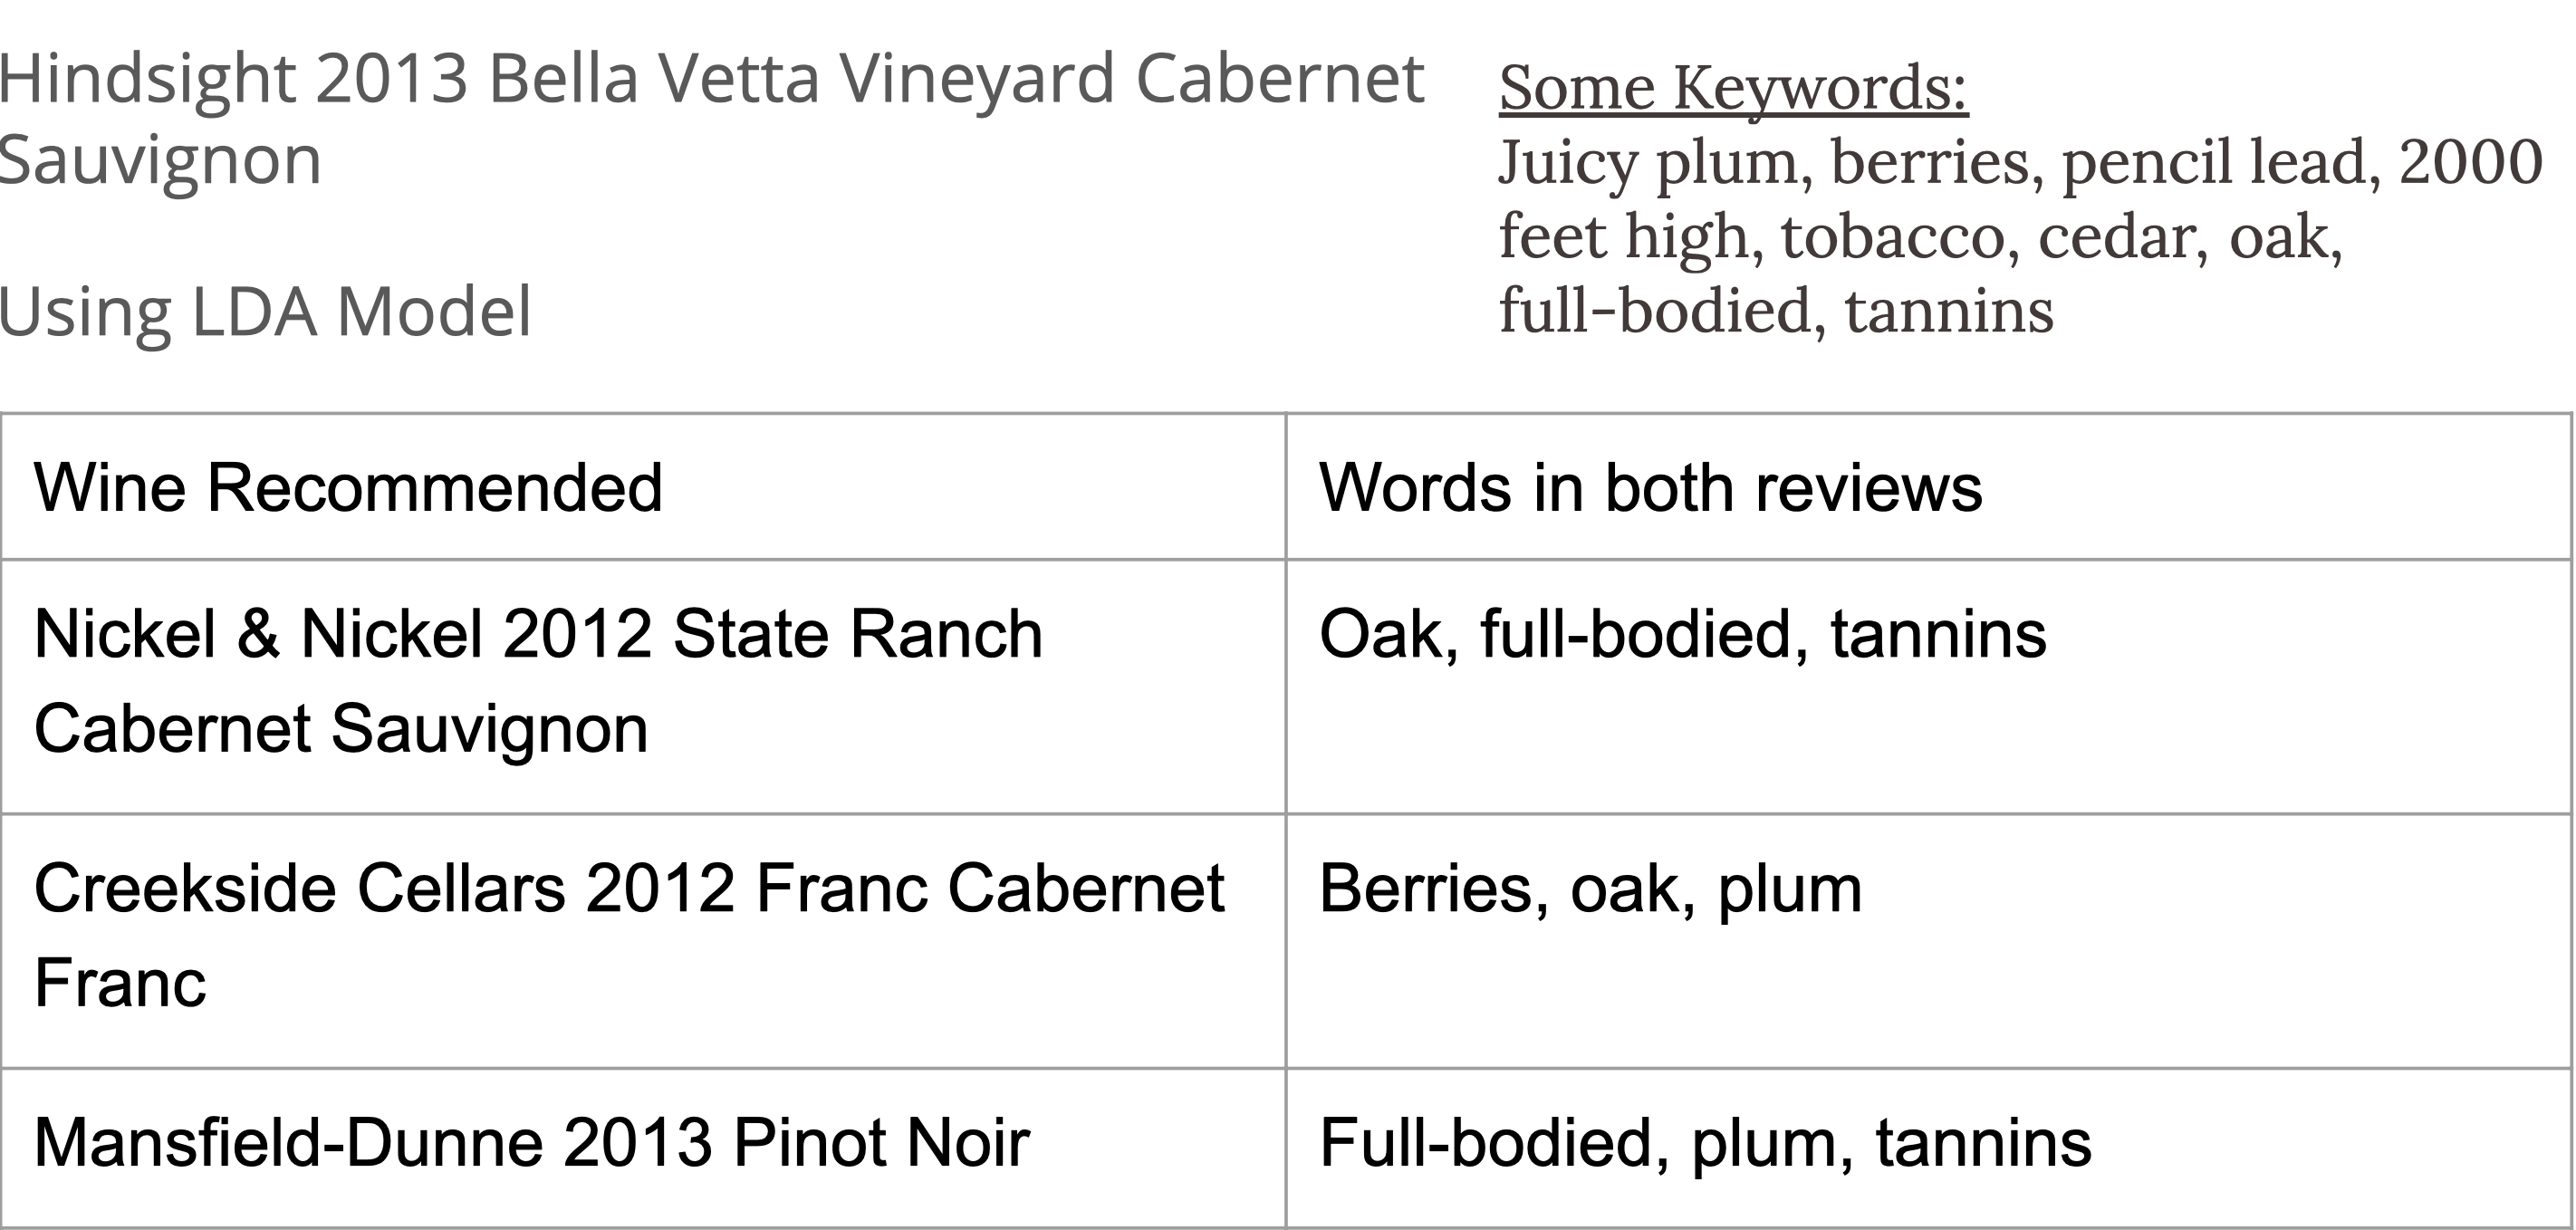 Hindsight 2013 Bella Vetta Vineyard Cabernet
Sauvignon
Using LDA Model
Some Keywords:
Juicy plum, berries, pencil lead, 2000
feet high, tobacco, cedar, oak,
full-bodied, tannins
Wine Recommended
Words in both reviews
Nickel & Nickel 2012 State Ranch
Cabernet Sauvignon
Oak, full-bodied, tannins
Creekside Cellars 2012 Franc Cabernet
Franc
Berries, oak, plum
Mansfield-Dunne 2013 Pinot Noir
Full-bodied, plum, tannins